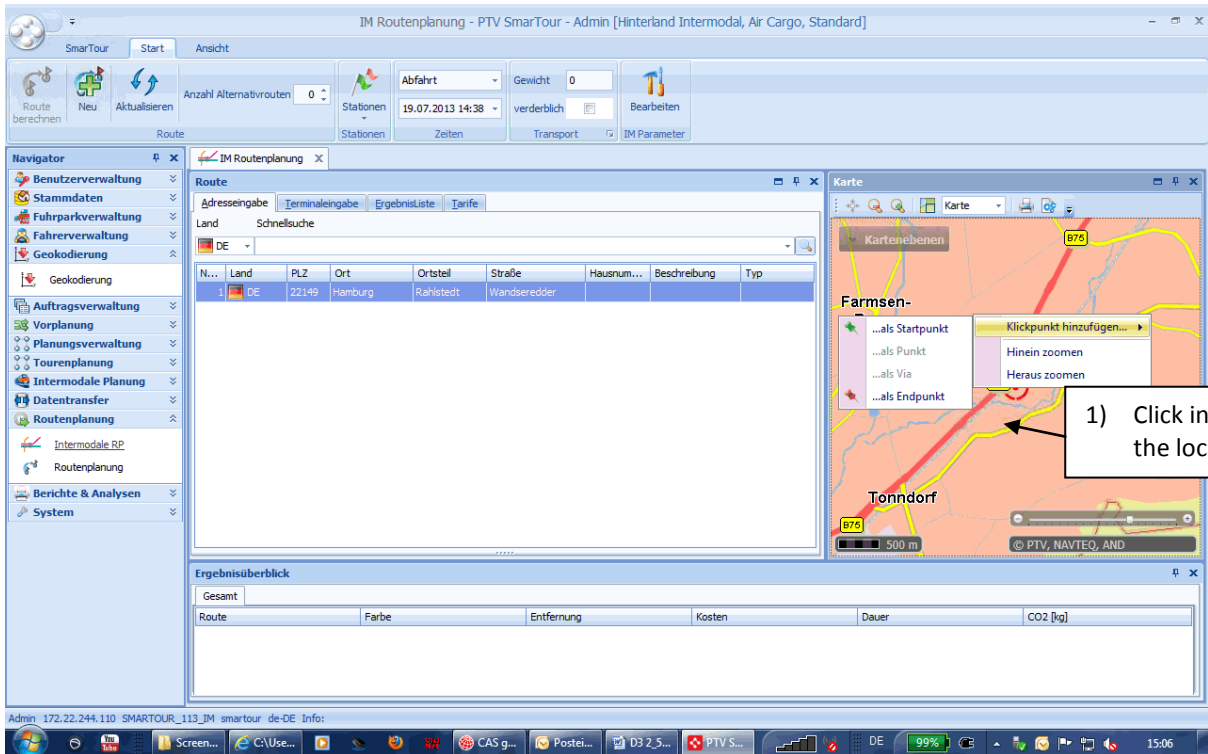 IM Routenplanung - PTV SmarTour - Admin [Hinterland Intermodal, Air Cargo, Standard]
SmarTour Start Ansicht
Route berechnen
Neu
Aktualisieren
Anzahl Alternativrouten 0
Route
Stationen
Stationen
Abfahrt
19.07.2013 14:38
Zeiten
Gewicht 0
verderblich
Transport
Bearbeiten
IM Parameter
Navigator
Benutzerverwaltung
Stammdaten
Fuhrparkverwaltung
Fahrerverwaltung
Geokodierung
Geokodierung
Auftragsverwaltung
Vorplanung
Planungsverwaltung
Tourenplanung
Intermodale Planung
Datentransfer
Routenplanung
Intermodale RP
Routenplanung
Berichte & Analysen
System
IM Routenplanung X
Route
Adresseingabe Terminaleingabe ErgebnisListe Tarife
Land Schnellsuche
DE
N... Land PLZ Ort Ortsteil Straße Hausnum... Beschreibung Typ
1 DE 22149 Hamburg Rahlstedt Wandseredder
Karte
Karte
Kartenebenen
B75
Farmsen-
...als Startpunkt
...als Punkt
...als Via
...als Endpunkt
Klickpunkt hinzufügen...
Hinein zoomen
Heraus zoomen
1) Click in
the loc
Tonndorf
B75
500 m
© PTV, NAVTEQ, AND
Ergebnisüberblick
Gesamt
Route Farbe Entfernung Kosten Dauer CO2 [kg]
Admin 172.22.244.110 SMARTOUR_113_IM smartour de-DE Info:
You Tube
Screen... C:\Use... CAS g... Postei... D3 2_5... PTV S... DE 99% 15:06